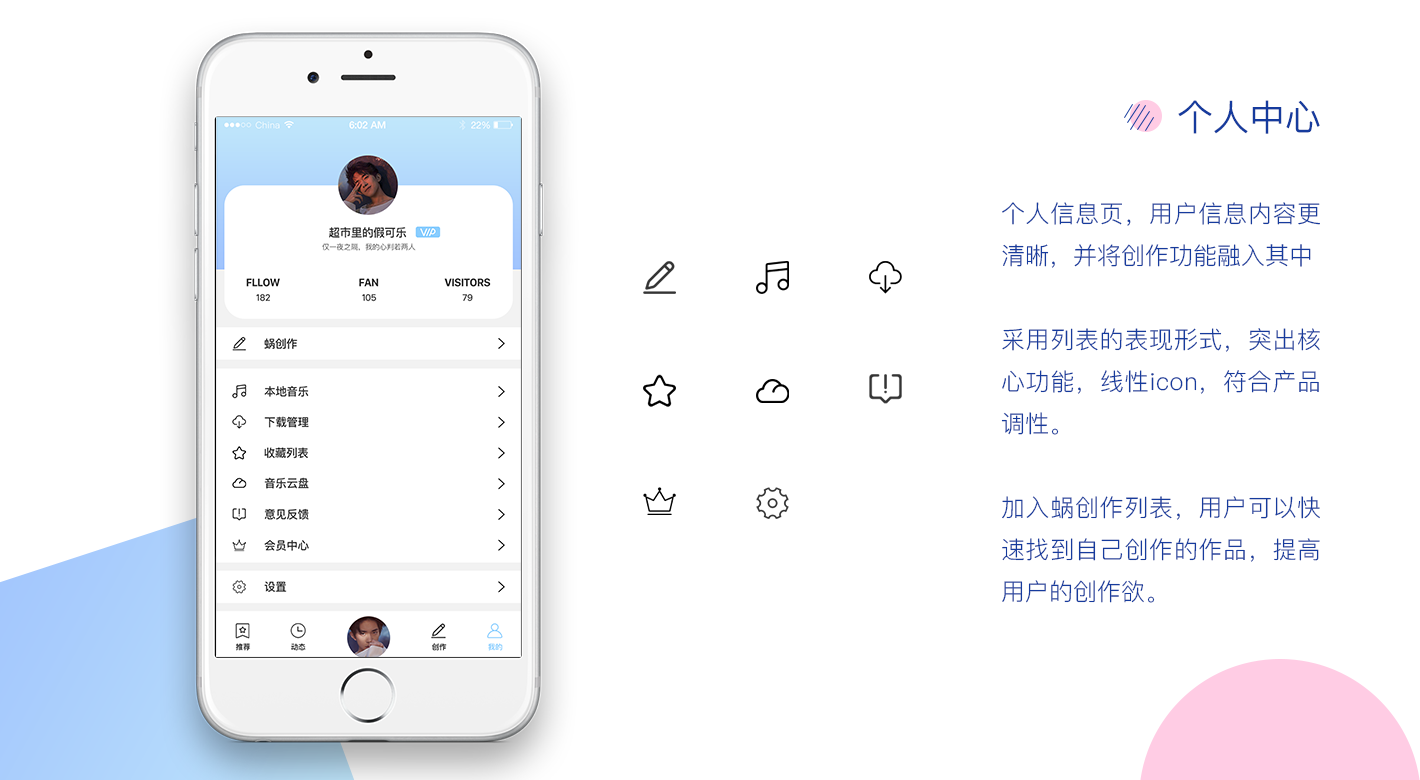 China
6:02 AM
22%
超市里的假可乐
VIP
仅一夜之间，我的心判若两人
FLLOW
FAN
VISITORS
182
105
79
蜗创作
本地音乐
下载管理
收藏列表
音乐云盘
意见反馈
会员中心
设置
推荐
动态
创作
我的
个人中心
个人信息页，用户信息内容更
清晰，并将创作功能融入其中
采用列表的表现形式，突出核
心功能，线性icon，符合产品
调性。
加入蜗创作列表，用户可以快
速找到自己创作的作品，提高
用户的创作欲。